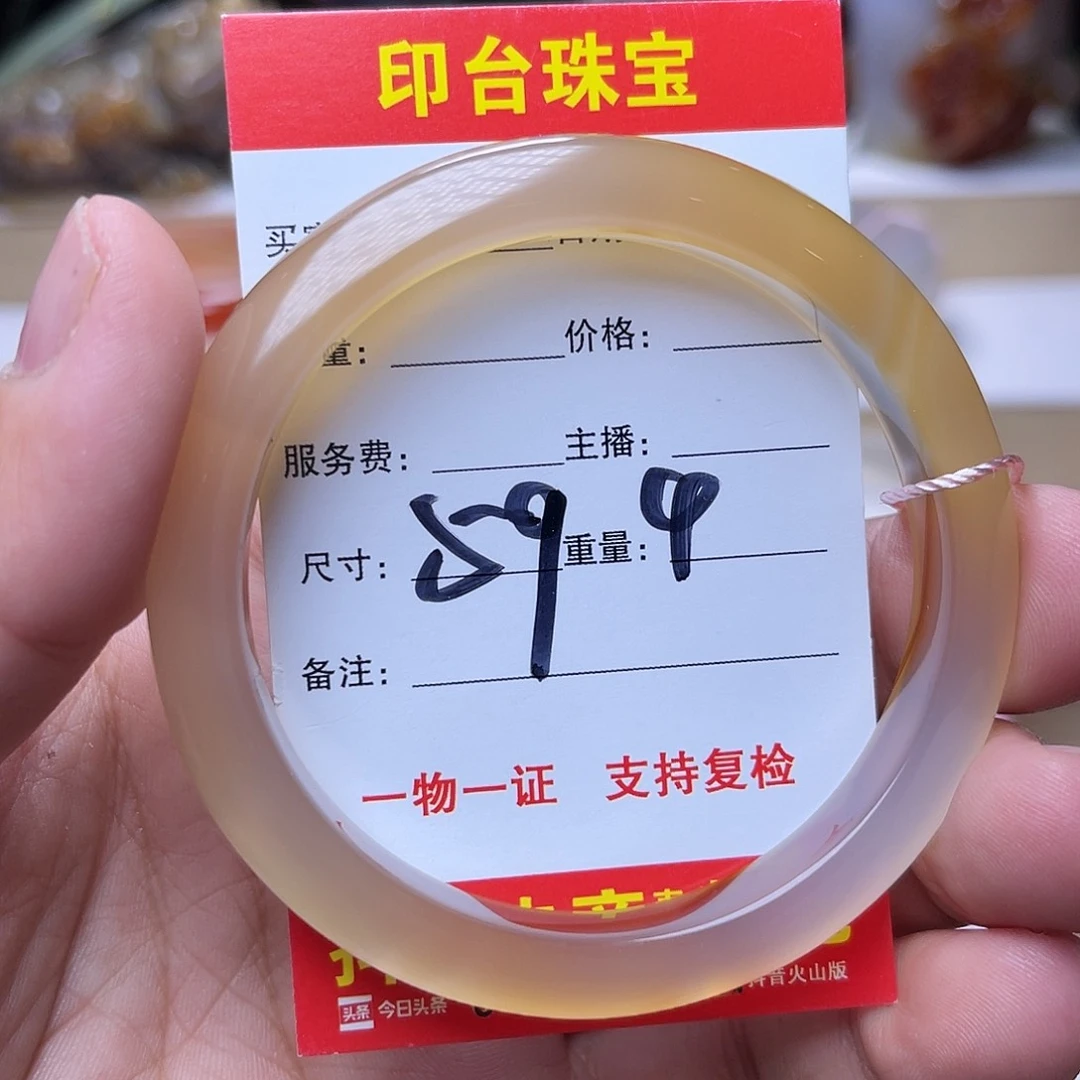 印台珠宝
买
量： 价格：
服务费： 主播：
尺寸： 59 重量： 9
备注：
一物一证 支持复检
头条 今日头条 抖音火山版